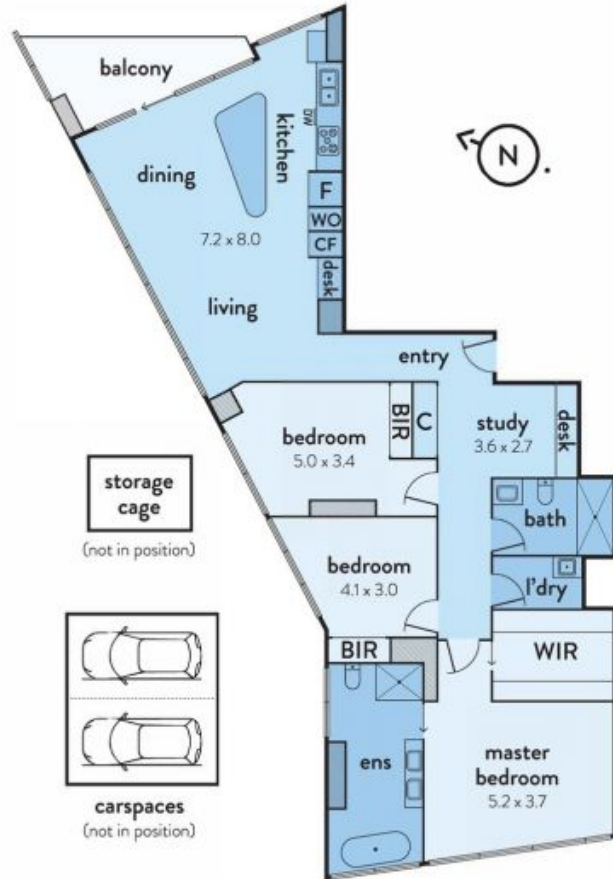 balcony
kitchen
DW
dining
F
WO
7.2 x 8.0
CF
desk
living
N
entry
BIR
C
study
3.6 x 2.7
desk
bedroom
5.0 x 3.4
storage
cage
(not in position)
bath
bedroom
4.1 x 3.0
l'dry
BIR
WIR
ens
master
bedroom
5.2 x 3.7
carspaces
(not in position)